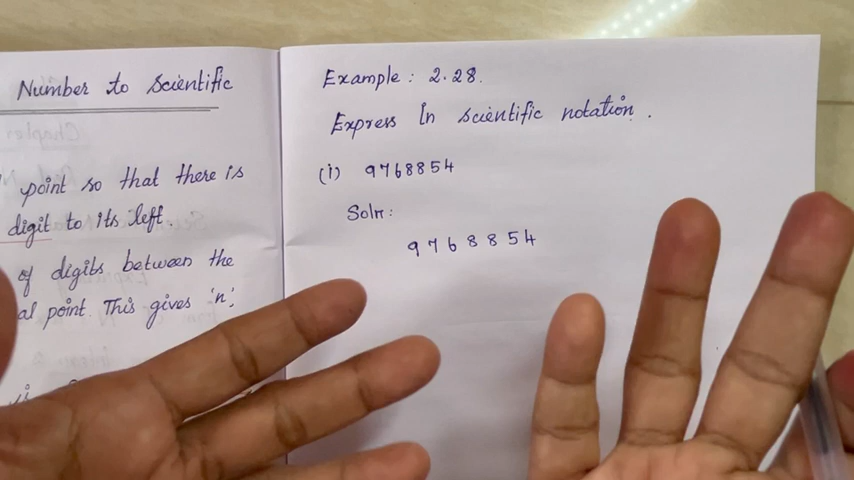 Number to Scientific
point so that there is
digit to its left.
of digits between the
al point. This gives 'n'.
Example : 2.28.
Express In scientific notation.
(i) 9768854
Soln:
9768854